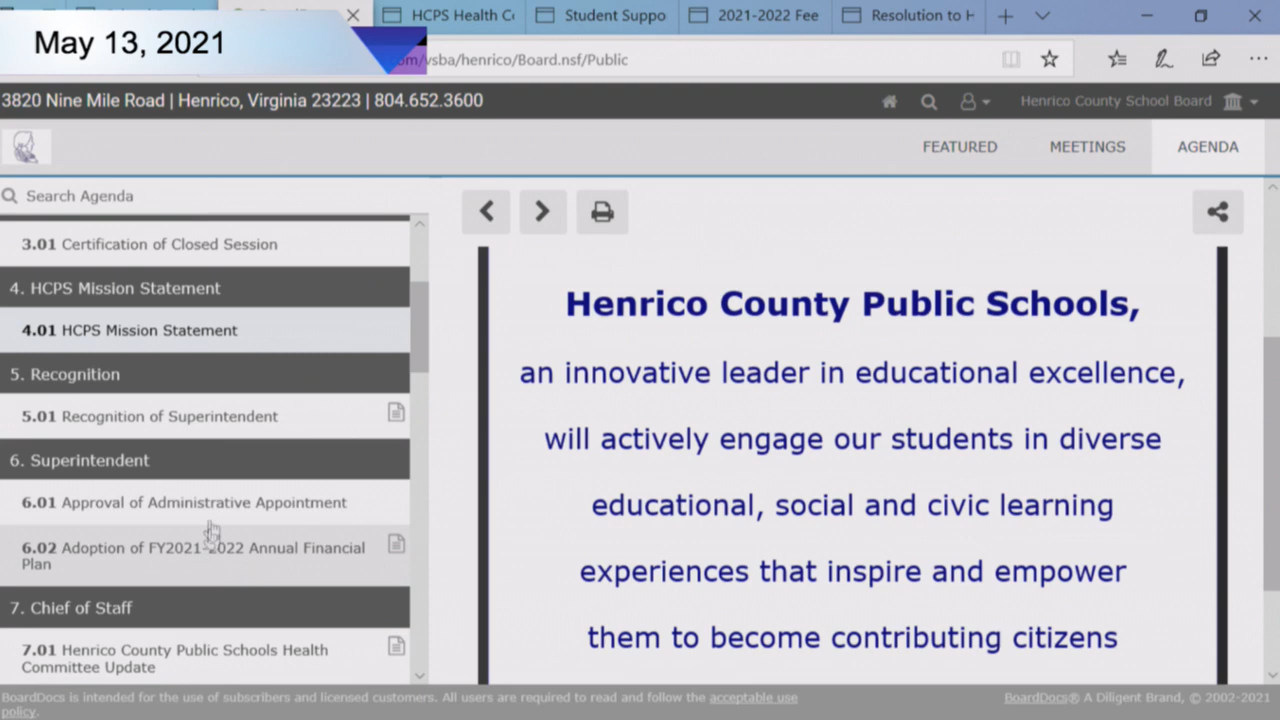 May 13, 2021
HCPS Health C
Student Suppo
2021-2022 Fee
Resolution to H
om/vsba/henrico/Board.nsf/Public
3820 Nine Mile Road | Henrico, Virginia 23223 | 804.652.3600
Henrico County School Board
FEATURED
MEETINGS
AGENDA
Search Agenda
3.01 Certification of Closed Session
4. HCPS Mission Statement
4.01 HCPS Mission Statement
5. Recognition
5.01 Recognition of Superintendent
6. Superintendent
6.01 Approval of Administrative Appointment
6.02 Adoption of FY2021-2022 Annual Financial
Plan
7. Chief of Staff
7.01 Henrico County Public Schools Health
Committee Update
Henrico County Public Schools,
an innovative leader in educational excellence,
will actively engage our students in diverse
educational, social and civic learning
experiences that inspire and empower
them to become contributing citizens
BoardDocs is intended for the use of subscribers and licensed customers. All users are required to read and follow the acceptable use
policy.
BoardDocs® A Diligent Brand, © 2002-2021